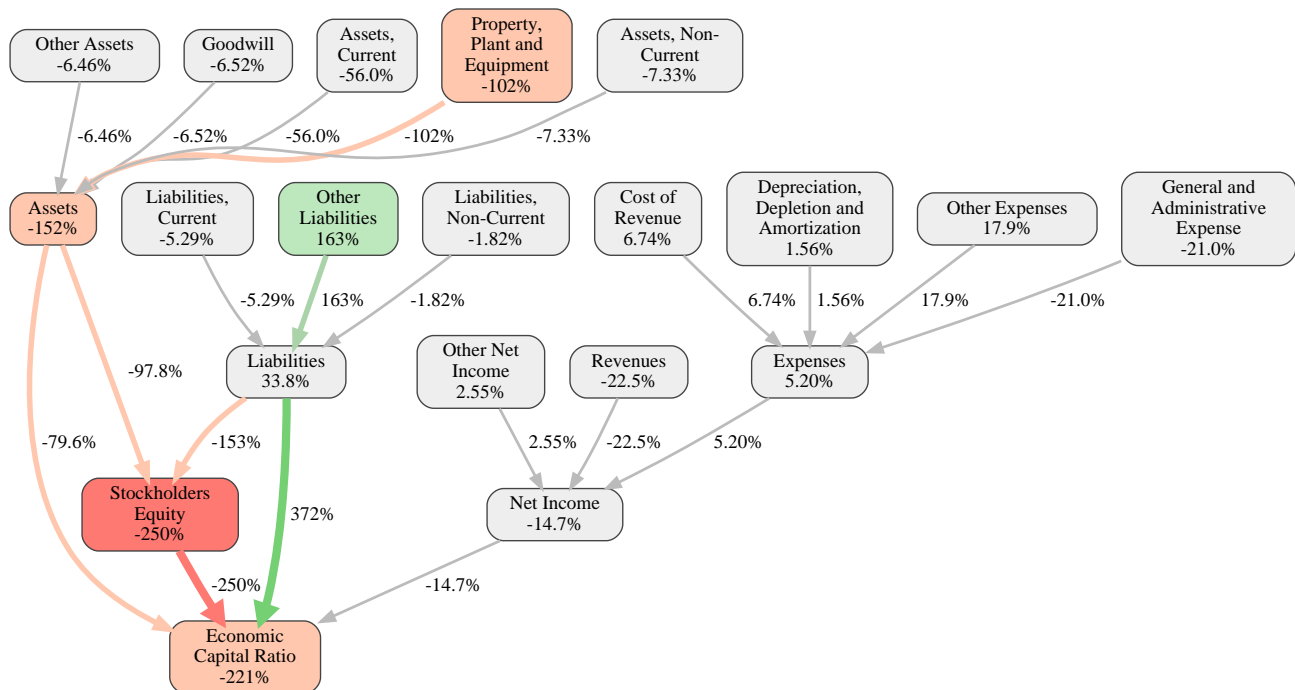 Other Assets
-6.46%
Goodwill
-6.52%
Assets,
Current
-56.0%
Property,
Plant and
Equipment
-102%
Assets, Non-
Current
-7.33%
-6.46%
-6.52%
-56.0%
-102%
-7.33%
Assets
-152%
Liabilities,
Current
-5.29%
Other
Liabilities
163%
Liabilities,
Non-Current
-1.82%
Cost of
Revenue
6.74%
Depreciation,
Depletion and
Amortization
1.56%
Other Expenses
17.9%
General and
Administrative
Expense
-21.0%
-5.29%
163%
-1.82%
6.74%
1.56%
17.9%
-21.0%
Liabilities
33.8%
Other Net
Income
2.55%
Revenues
-22.5%
Expenses
5.20%
-97.8%
-79.6%
-153%
2.55%
-22.5%
5.20%
Stockholders
Equity
-250%
372%
Net Income
-14.7%
-250%
-14.7%
Economic
Capital Ratio
-221%